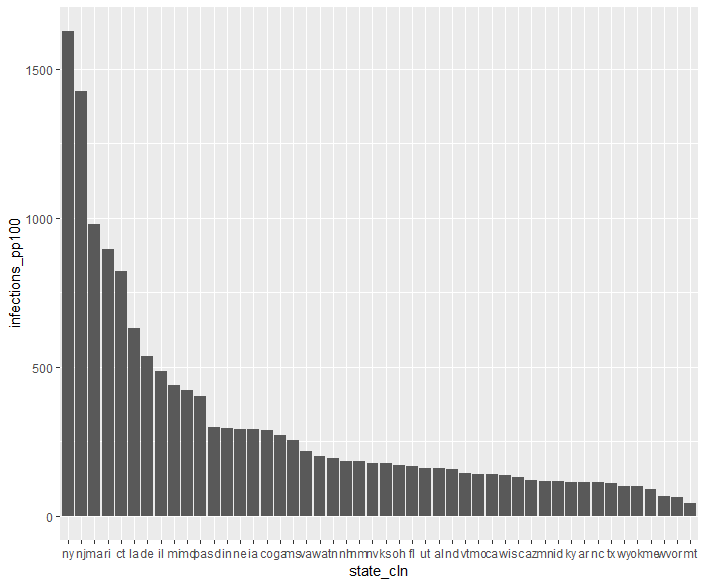 1500
1000
500
0
infections_pp100
ny nj ma ri ct la de il mi md pa sd in ne ia co ga ms va wa tn nh nm nv ks oh fl ut al nd vt mo ca wi sc az mn id ky ar nc tx wy ok me wv or mt
state_cln